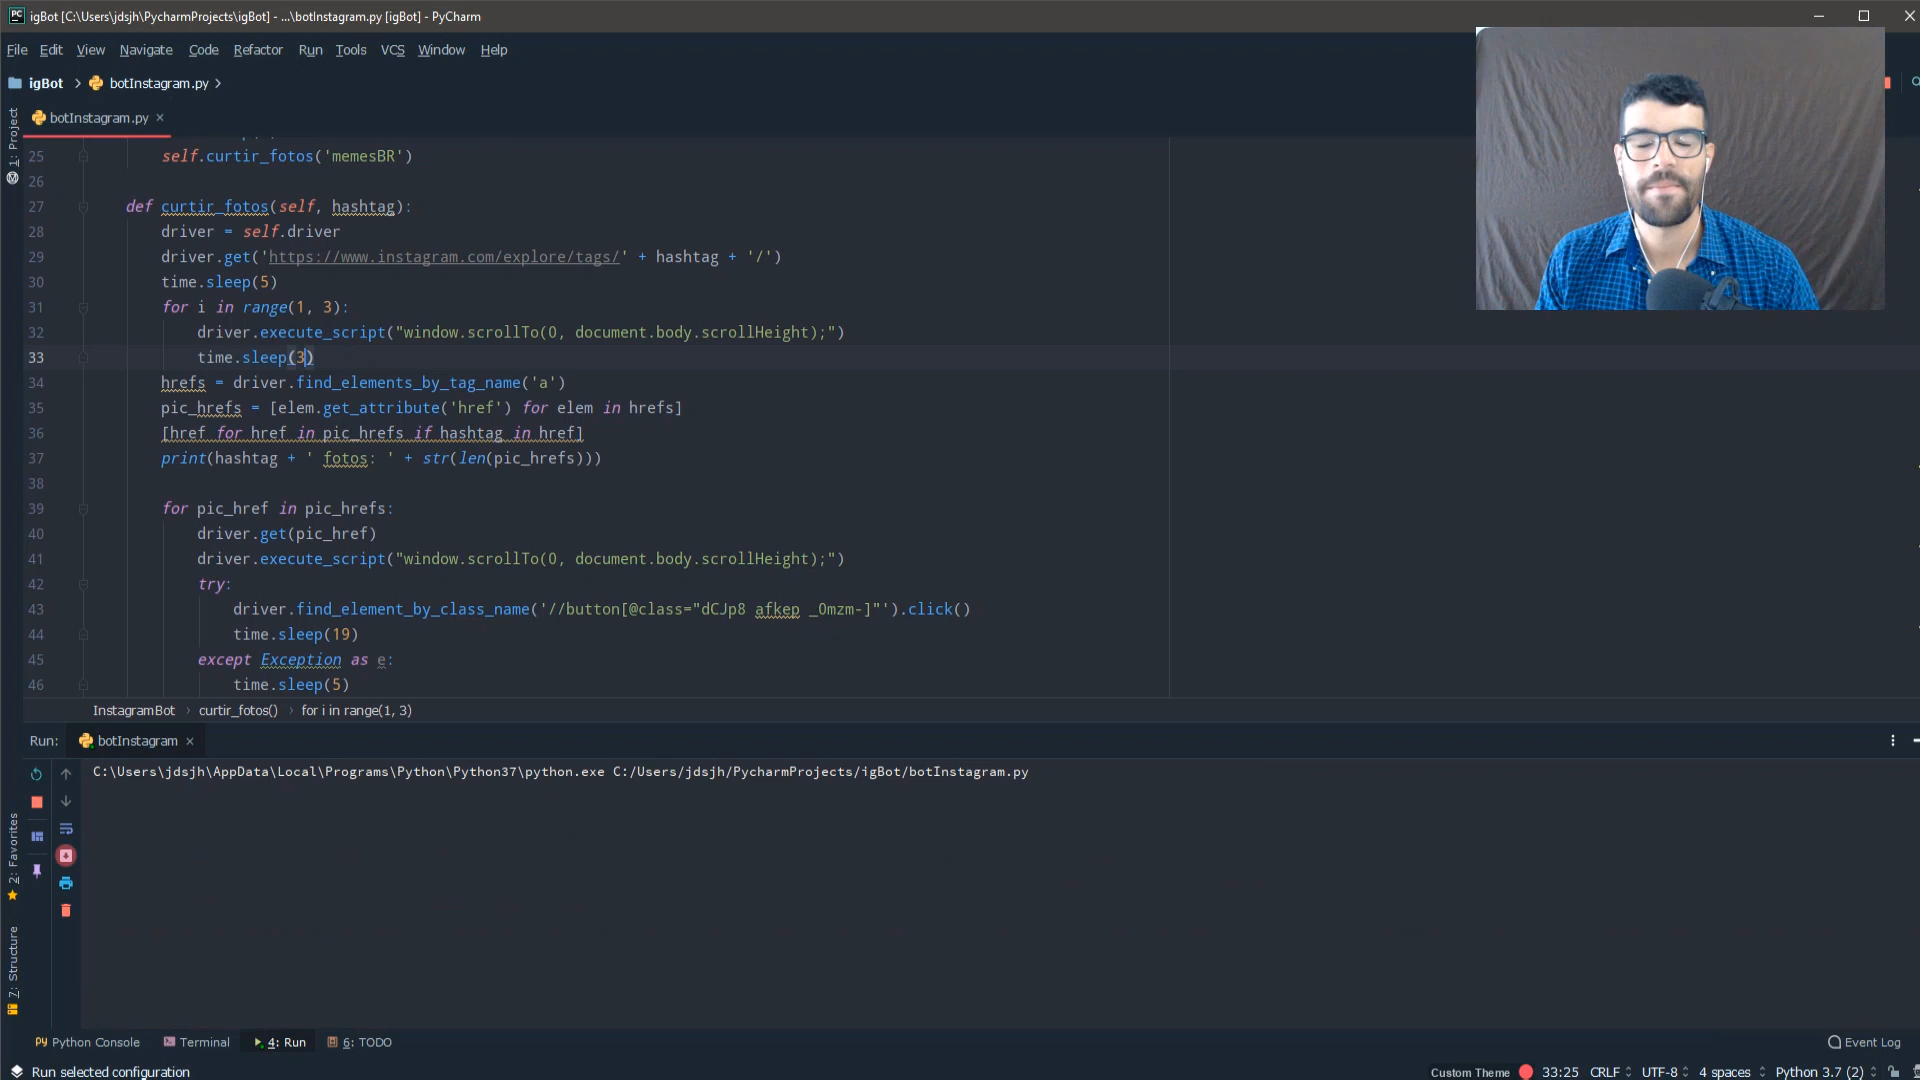 igBot [C:\Users\jdsjh\PycharmProjects\igBot] - ...\botInstagram.py [igBot] - PyCharm
File Edit View Navigate Code Refactor Run Tools VCS Window Help
igBot botInstagram.py
botInstagram.py
1: Project
25 self.curtir_fotos('memesBR')
26
27 def curtir_fotos(self, hashtag):
28 driver = self.driver
29 driver.get('https://www.instagram.com/explore/tags/' + hashtag + '/')
30 time.sleep(5)
31 for i in range(1, 3):
32 driver.execute_script("window.scrollTo(0, document.body.scrollHeight);")
33 time.sleep(3)
34 hrefs = driver.find_elements_by_tag_name('a')
35 pic_hrefs = [elem.get_attribute('href') for elem in hrefs]
36 [href for href in pic_hrefs if hashtag in href]
37 print(hashtag + ' fotos: ' + str(len(pic_hrefs)))
38
39 for pic_href in pic_hrefs:
40 driver.get(pic_href)
41 driver.execute_script("window.scrollTo(0, document.body.scrollHeight);")
42 try:
43 driver.find_element_by_class_name('//button[@class="dCJp8 afkep _0mzm-]"').click()
44 time.sleep(19)
45 except Exception as e:
46 time.sleep(5)
InstagramBot › curtir_fotos() › for i in range(1, 3)
Run: botInstagram
C:\Users\jdsjh\AppData\Local\Programs\Python\Python37\python.exe C:/Users/jdsjh/PycharmProjects/igBot/botInstagram.py
2: Favorites
7: Structure
Python Console Terminal 4: Run 6: TODO Event Log
Run selected configuration Custom Theme 33:25 CRLF UTF-8 4 spaces Python 3.7 (2)